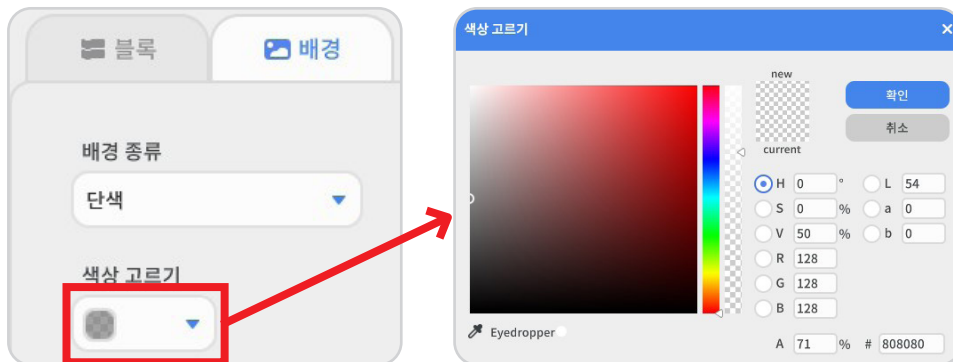 블록
배경
배경 종류
단색
색상 고르기
색상 고르기
new
current
확인
취소
H 0 ° L 54
S 0 % a 0
V 50 % b 0
R 128
G 128
B 128
Eyedropper
A 71 % # 808080